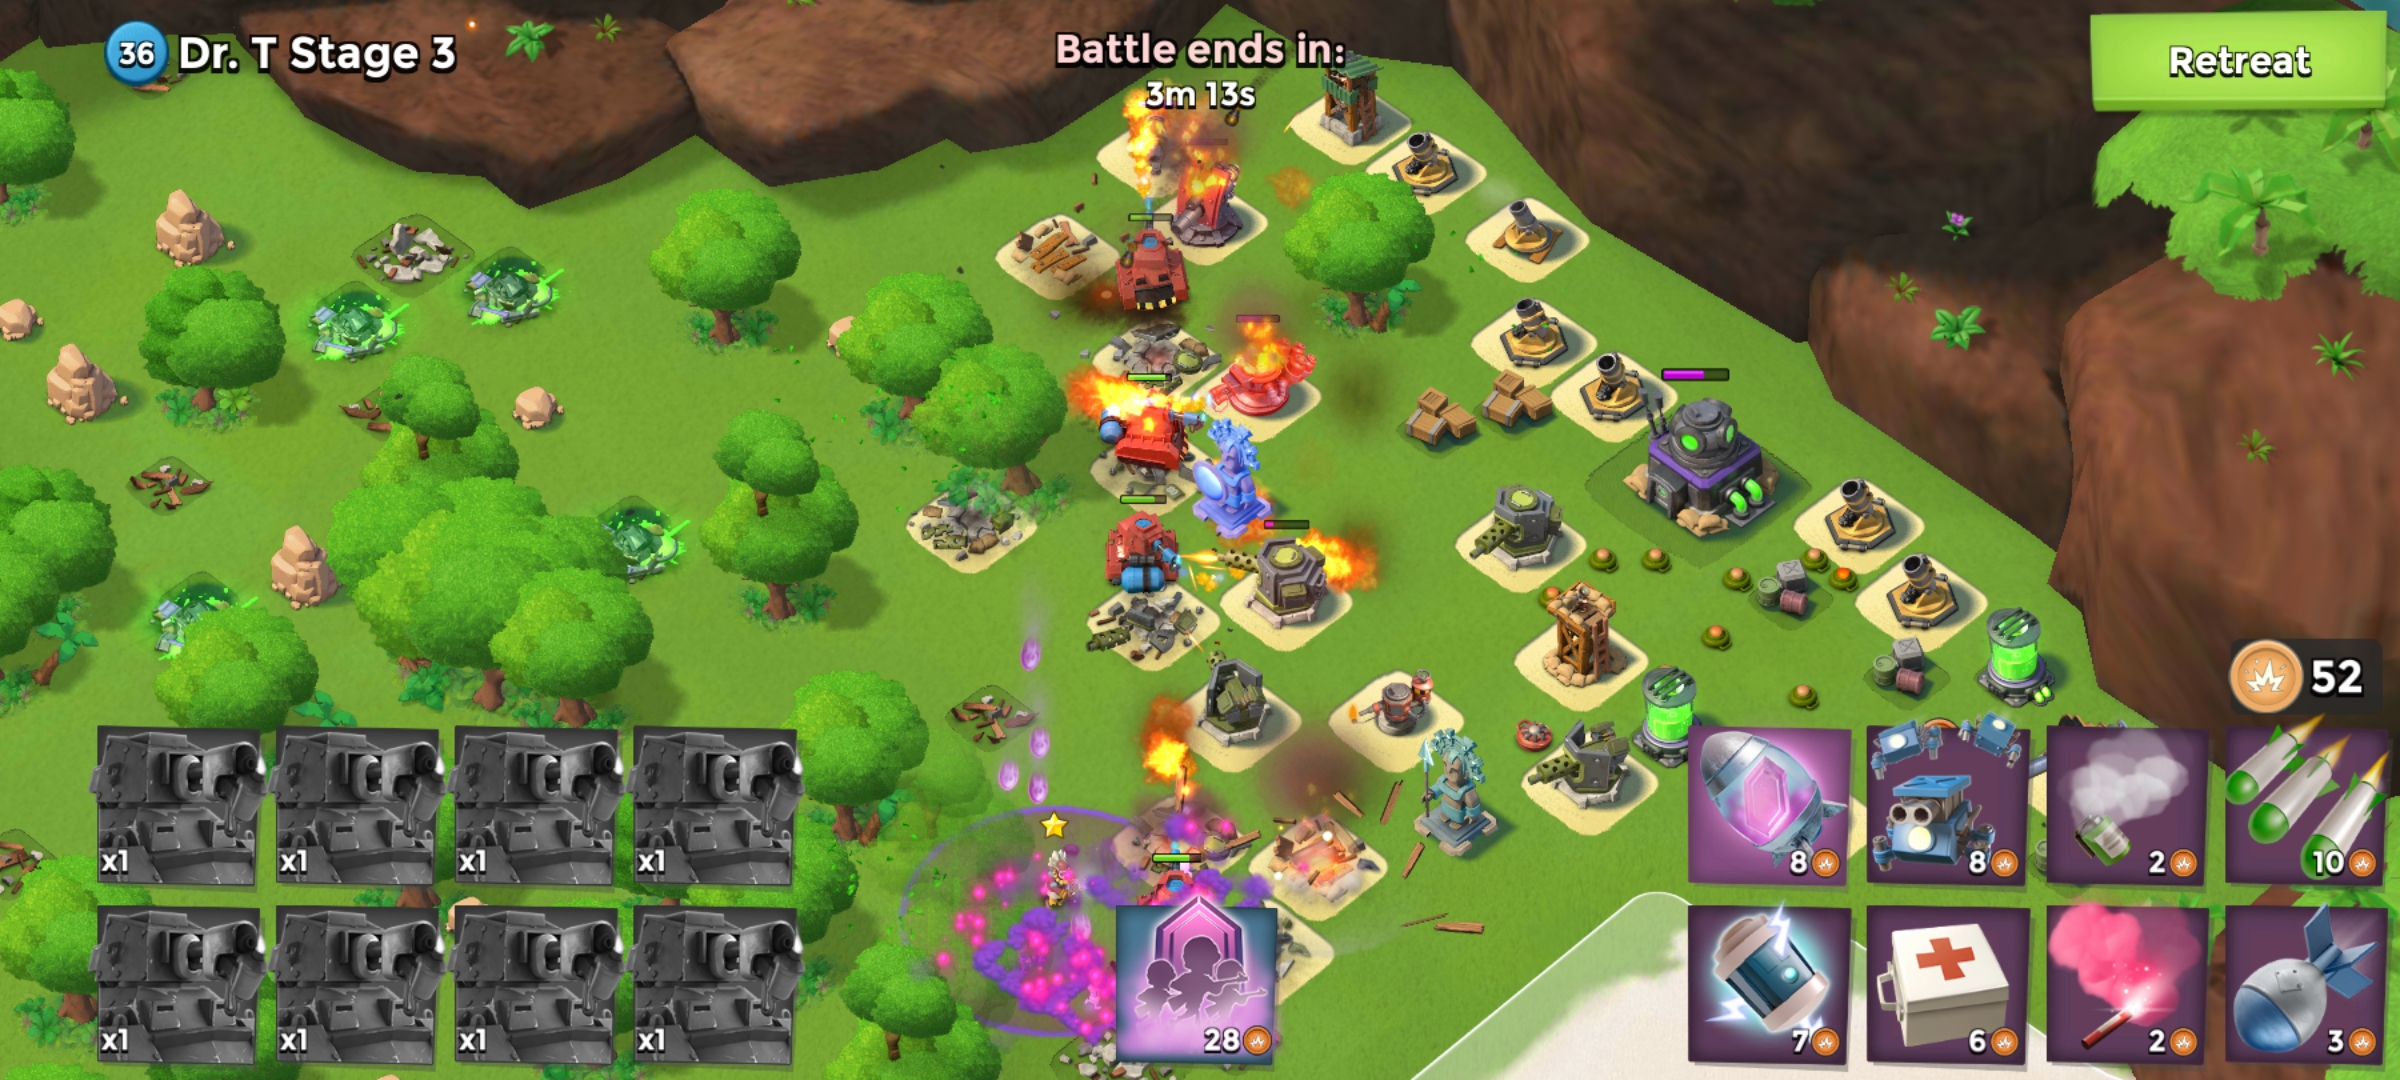 36 Dr. T Stage 3
Battle ends in:
3m 13s
Retreat
52
x1 x1 x1 x1
8 8 2 10
x1 x1 x1 x1
28
7 6 2 3